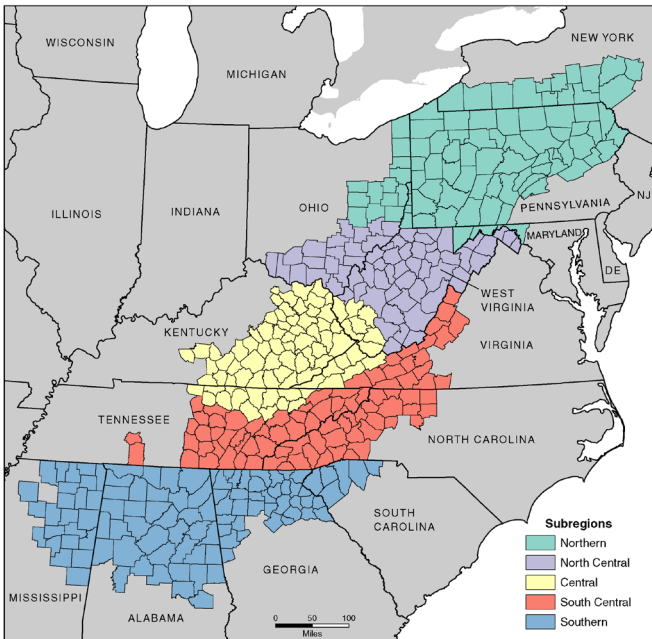 WISCONSIN
NEW YORK
MICHIGAN
ILLINOIS
INDIANA
OHIO
PENNSYLVANIA
NJ
MARYLAND
DE
WEST
VIRGINIA
KENTUCKY
VIRGINIA
TENNESSEE
NORTH CAROLINA
SOUTH
CAROLINA
GEORGIA
MISSISSIPPI
ALABAMA
Subregions
Northern
North Central
Central
South Central
Southern
0 50 100
Miles